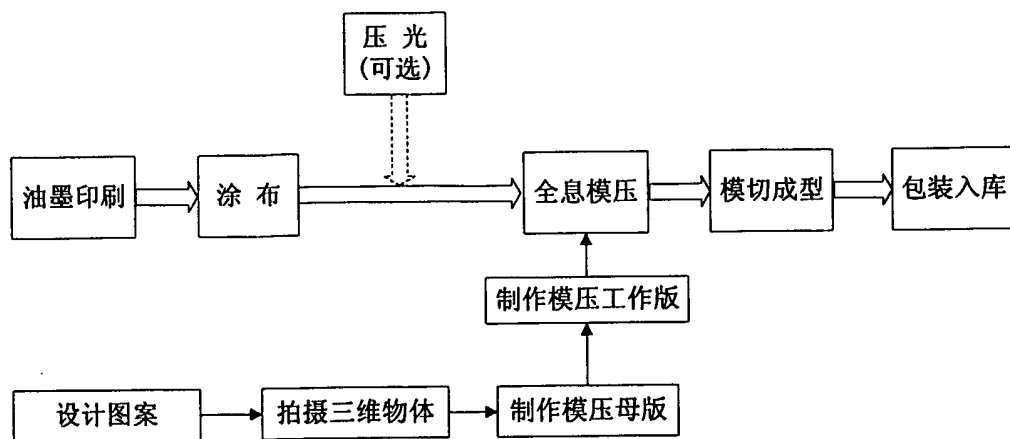 压 光
(可选)
油墨印刷
涂 布
全息模压
模切成型
包装入库
制作模压工作版
设计图案
拍摄三维物体
制作模压母版